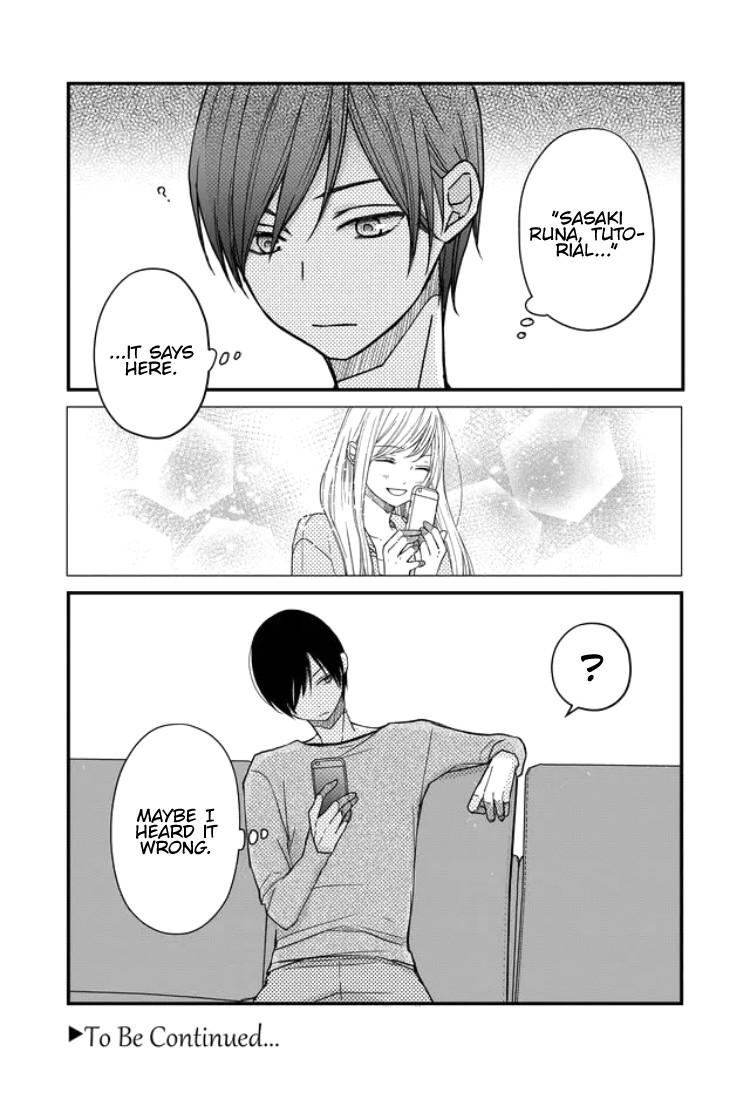 "SASAKI
RUNA, TUTO-
RIAL..."
...IT SAYS
HERE.
?
?
MAYBE I
HEARD IT
WRONG.
▶To Be Continued...